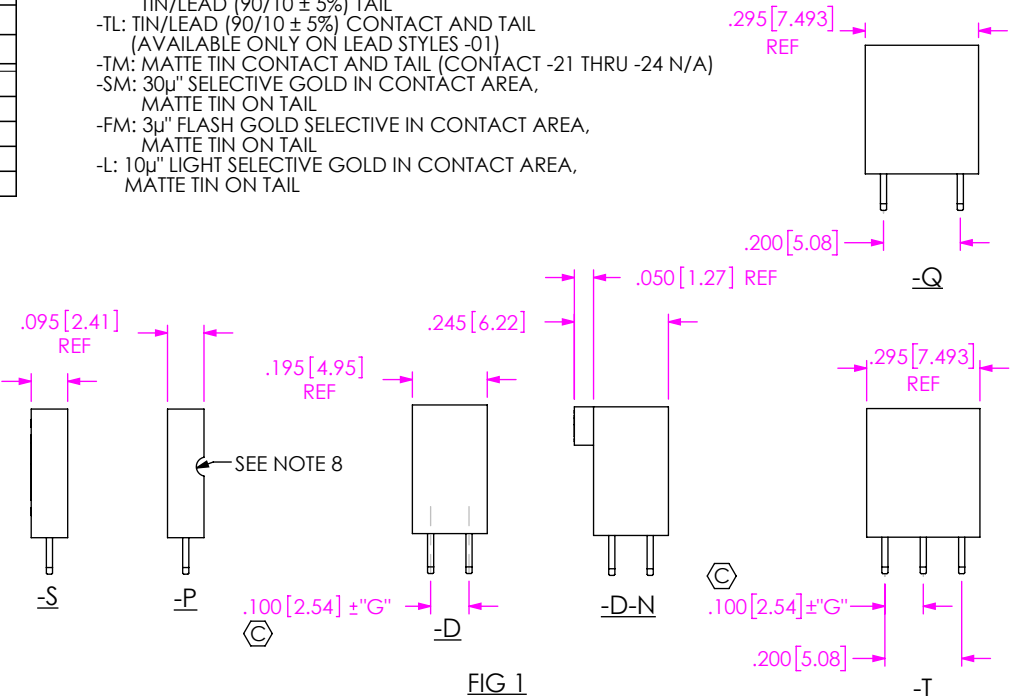 TIN/LEAD (90/10 ± 5%) TAIL
-TL: TIN/LEAD (90/10 ± 5%) CONTACT AND TAIL
(AVAILABLE ONLY ON LEAD STYLES -01)
-TM: MATTE TIN CONTACT AND TAIL (CONTACT -21 THRU -24 N/A)
-SM: 30µ" SELECTIVE GOLD IN CONTACT AREA,
MATTE TIN ON TAIL
-FM: 3µ" FLASH GOLD SELECTIVE IN CONTACT AREA,
MATTE TIN ON TAIL
-L: 10µ" LIGHT SELECTIVE GOLD IN CONTACT AREA,
MATTE TIN ON TAIL
.295[7.493]
REF
.200[5.08]
-Q
.050[1.27] REF
.095[2.41]
REF
.245[6.22]
.195[4.95]
REF
.295[7.493]
REF
SEE NOTE 8
-S
-P
.100[2.54] ±"G"
C
-D
-D-N
C
.100[2.54]±"G"
.200[5.08]
-T
FIG 1